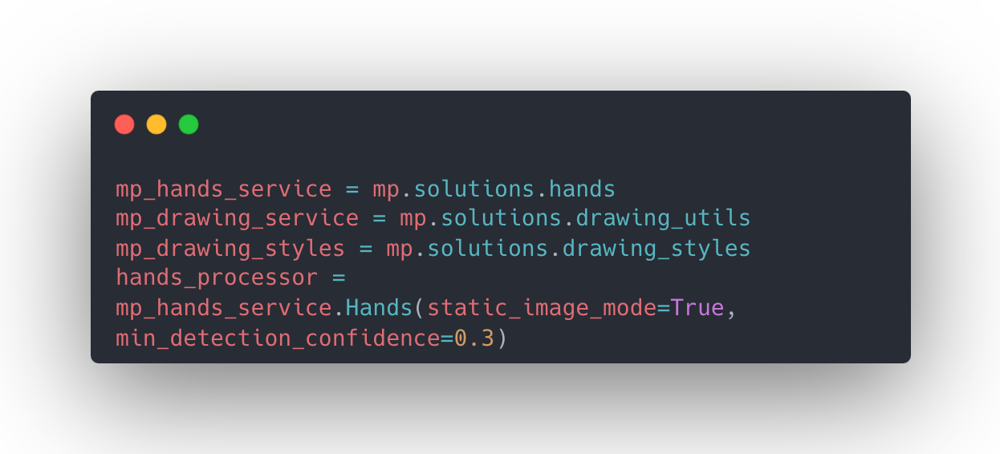 mp_hands_service = mp.solutions.hands
mp_drawing_service = mp.solutions.drawing_utils
mp_drawing_styles = mp.solutions.drawing_styles
hands_processor =
mp_hands_service.Hands(static_image_mode=True,
min_detection_confidence=0.3)